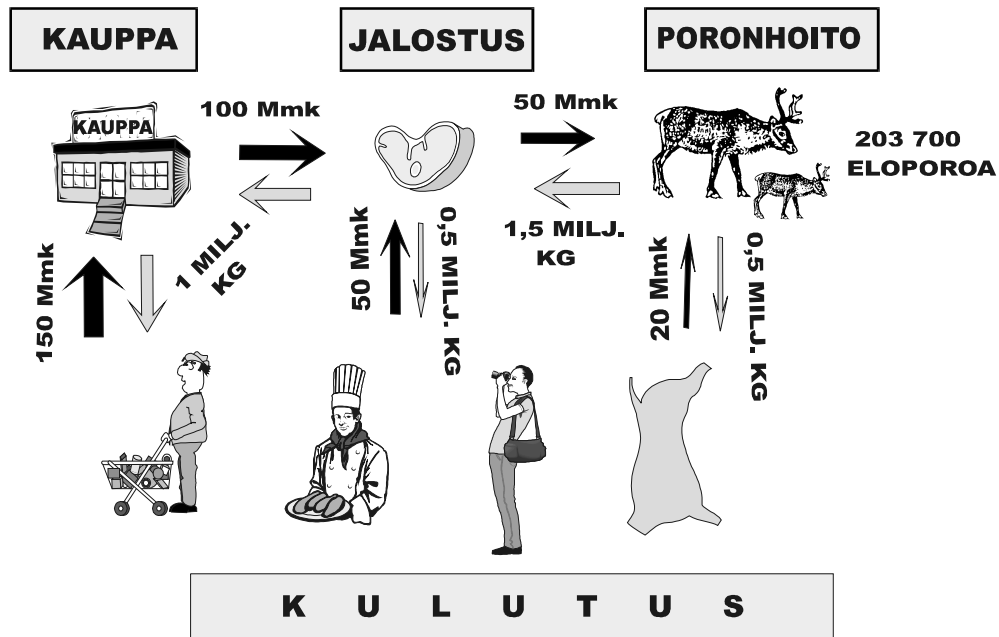 KAUPPA
JALOSTUS
PORONHOITO
100 Mmk
50 Mmk
KAUPPA
203 700
ELOPOROA
1,5 MILJ.
KG
1 MILJ.
KG
150 Mmk
50 Mmk
0,5 MILJ. KG
20 Mmk
0,5 MILJ. KG
K U L U T U S